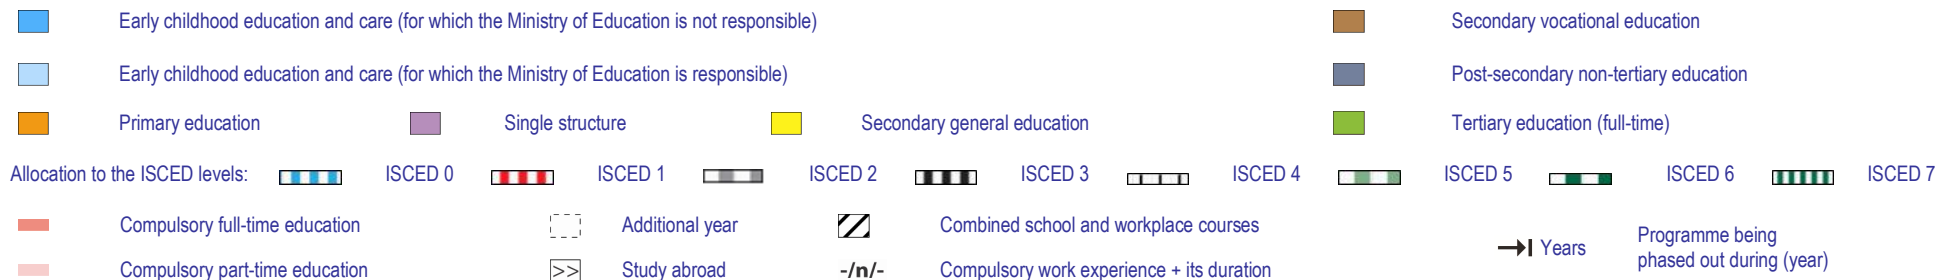 Early childhood education and care (for which the Ministry of Education is not responsible) Secondary vocational education
Early childhood education and care (for which the Ministry of Education is responsible) Post-secondary non-tertiary education
Primary education Single structure Secondary general education Tertiary education (full-time)
Allocation to the ISCED levels: ISCED 0 ISCED 1 ISCED 2 ISCED 3 ISCED 4 ISCED 5 ISCED 6 ISCED 7
Compulsory full-time education Additional year Combined school and workplace courses Years Programme being
phased out during (year)
Compulsory part-time education >> Study abroad -/n/- Compulsory work experience + its duration